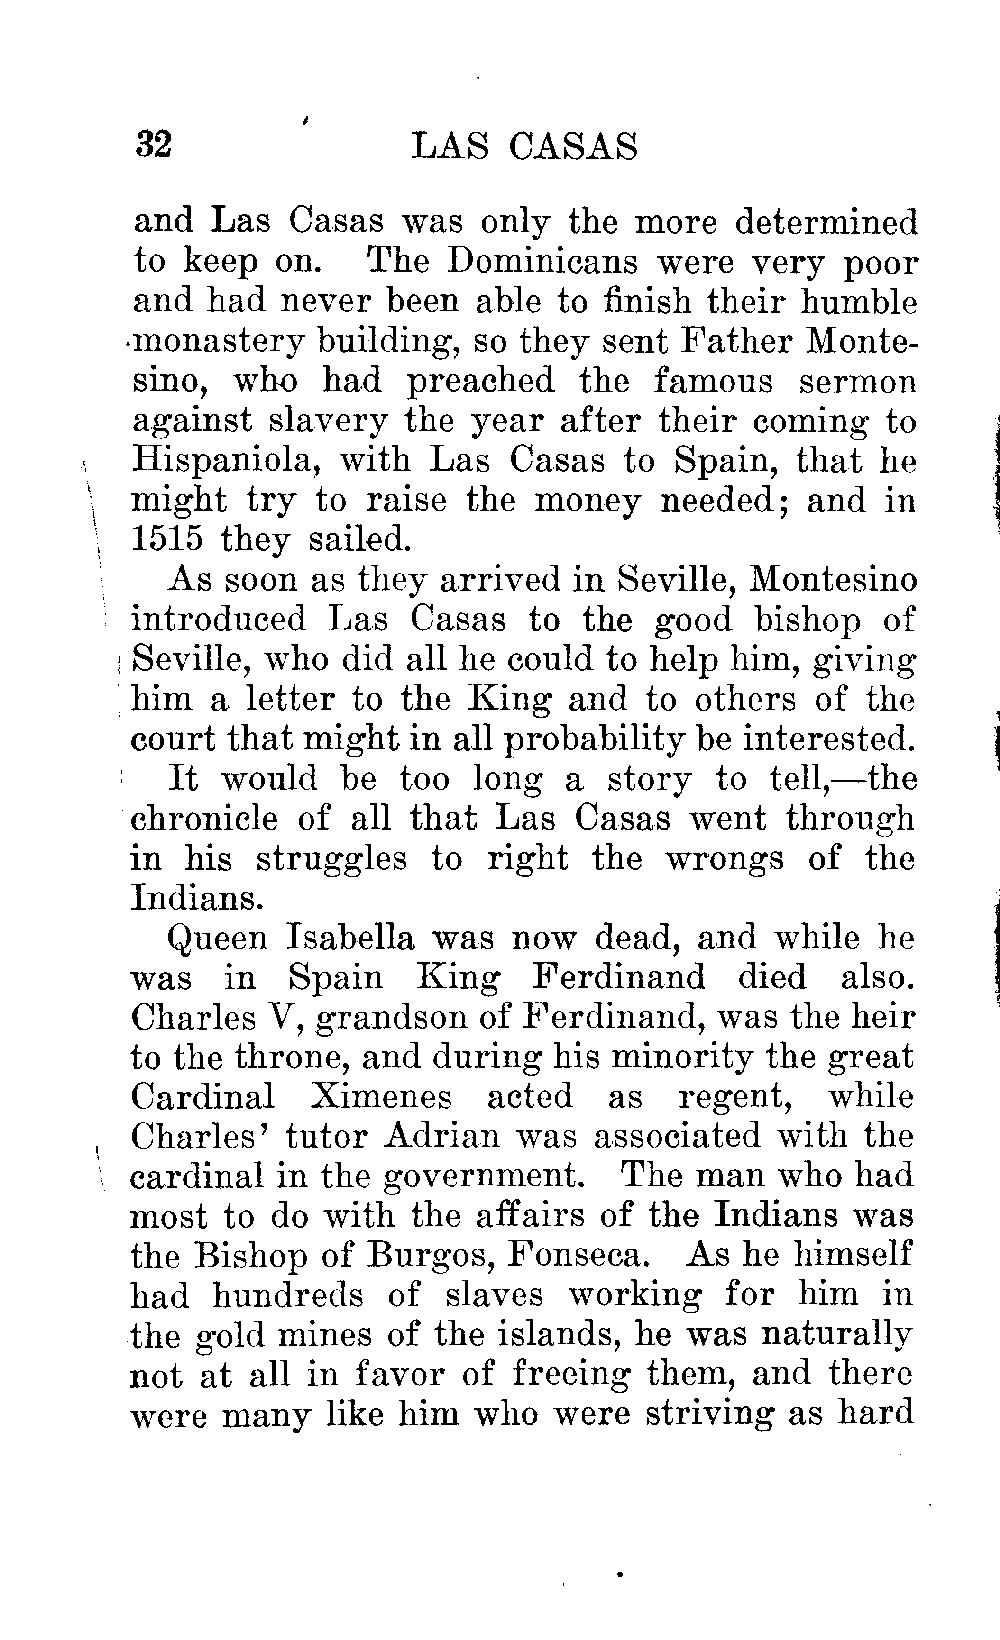 32 LAS CASAS
and Las Casas was only the more determined
to keep on. The Dominicans were very poor
and had never been able to finish their humble
monastery building, so they sent Father Monte-
sino, who had preached the famous sermon
against slavery the year after their coming to
Hispaniola, with Las Casas to Spain, that he
might try to raise the money needed; and in
1515 they sailed.
As soon as they arrived in Seville, Montesino
introduced Las Casas to the good bishop of
Seville, who did all he could to help him, giving
him a letter to the King and to others of the
court that might in all probability be interested.
It would be too long a story to tell,—the
chronicle of all that Las Casas went through
in his struggles to right the wrongs of the
Indians.
Queen Isabella was now dead, and while he
was in Spain King Ferdinand died also.
Charles V, grandson of Ferdinand, was the heir
to the throne, and during his minority the great
Cardinal Ximenes acted as regent, while
Charles' tutor Adrian was associated with the
cardinal in the government. The man who had
most to do with the affairs of the Indians was
the Bishop of Burgos, Fonseca. As he himself
had hundreds of slaves working for him in
the gold mines of the islands, he was naturally
not at all in favor of freeing them, and there
were many like him who were striving as hard